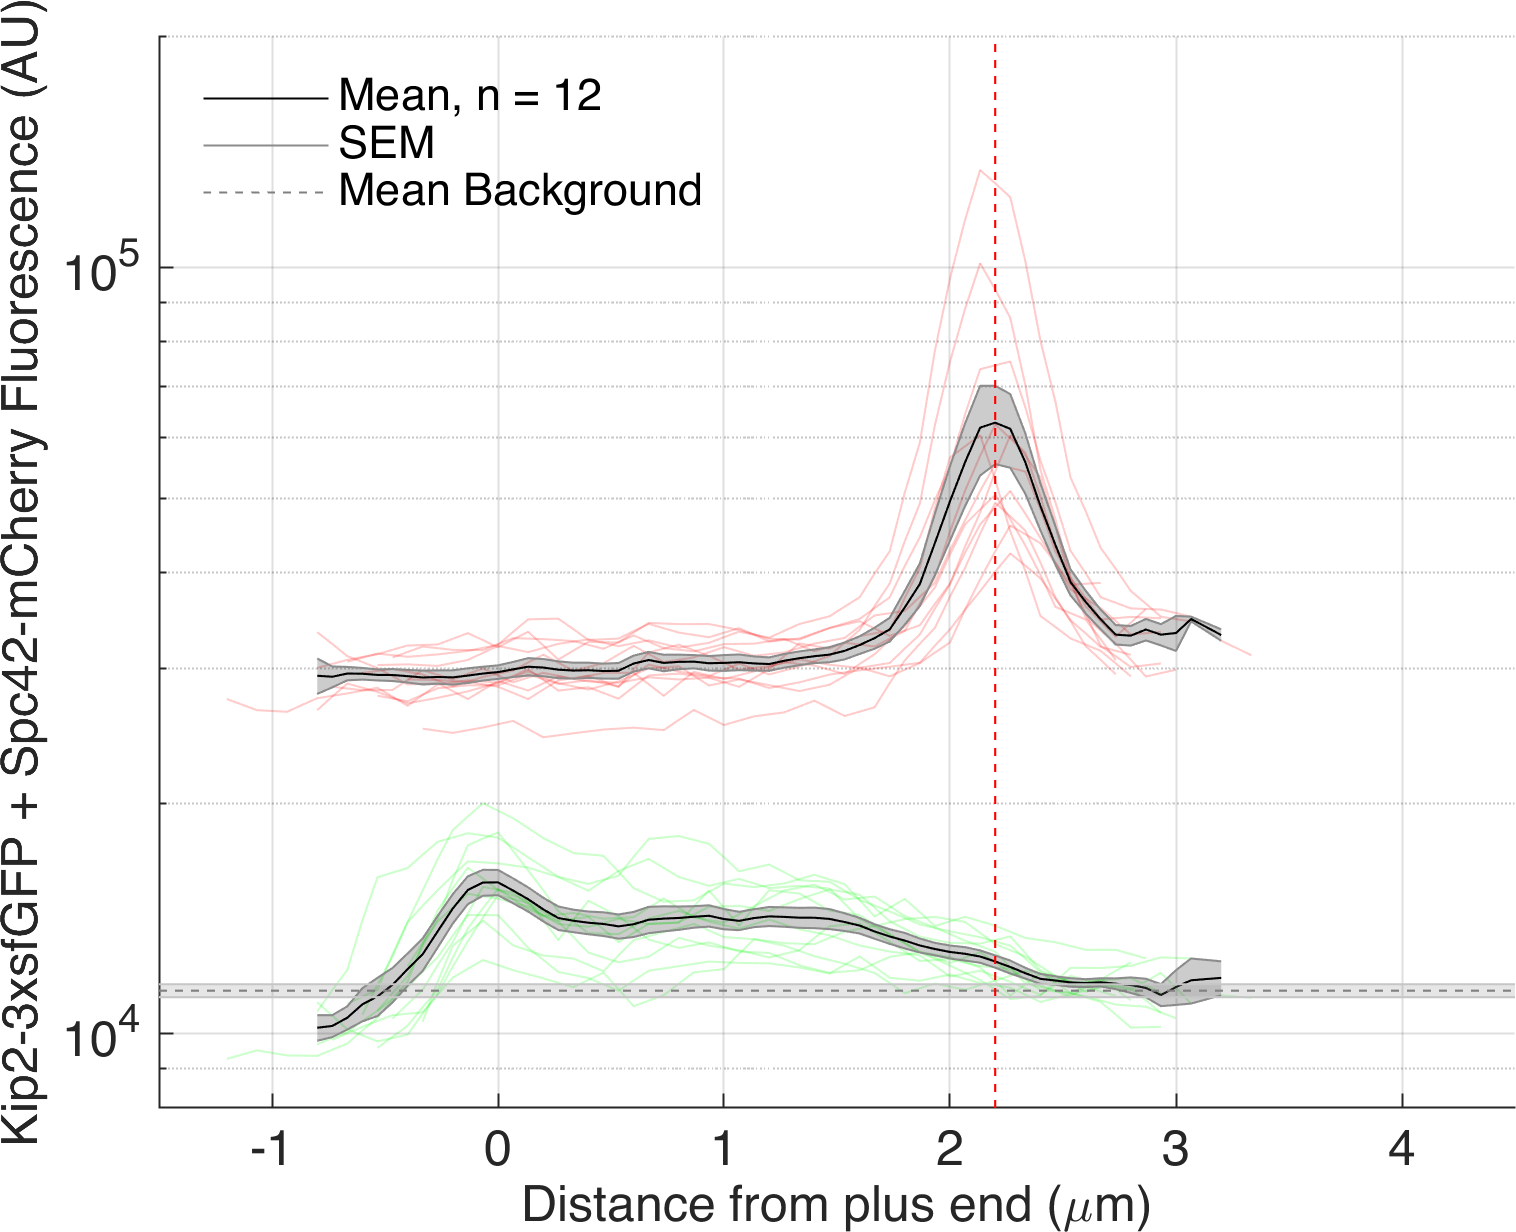 Kip2-3xsfGFP + Spc42-mCherry Fluorescence (AU)
Mean, n = 12
SEM
Mean Background
10^5
10^4
-1 0 1 2 3 4
Distance from plus end (μm)